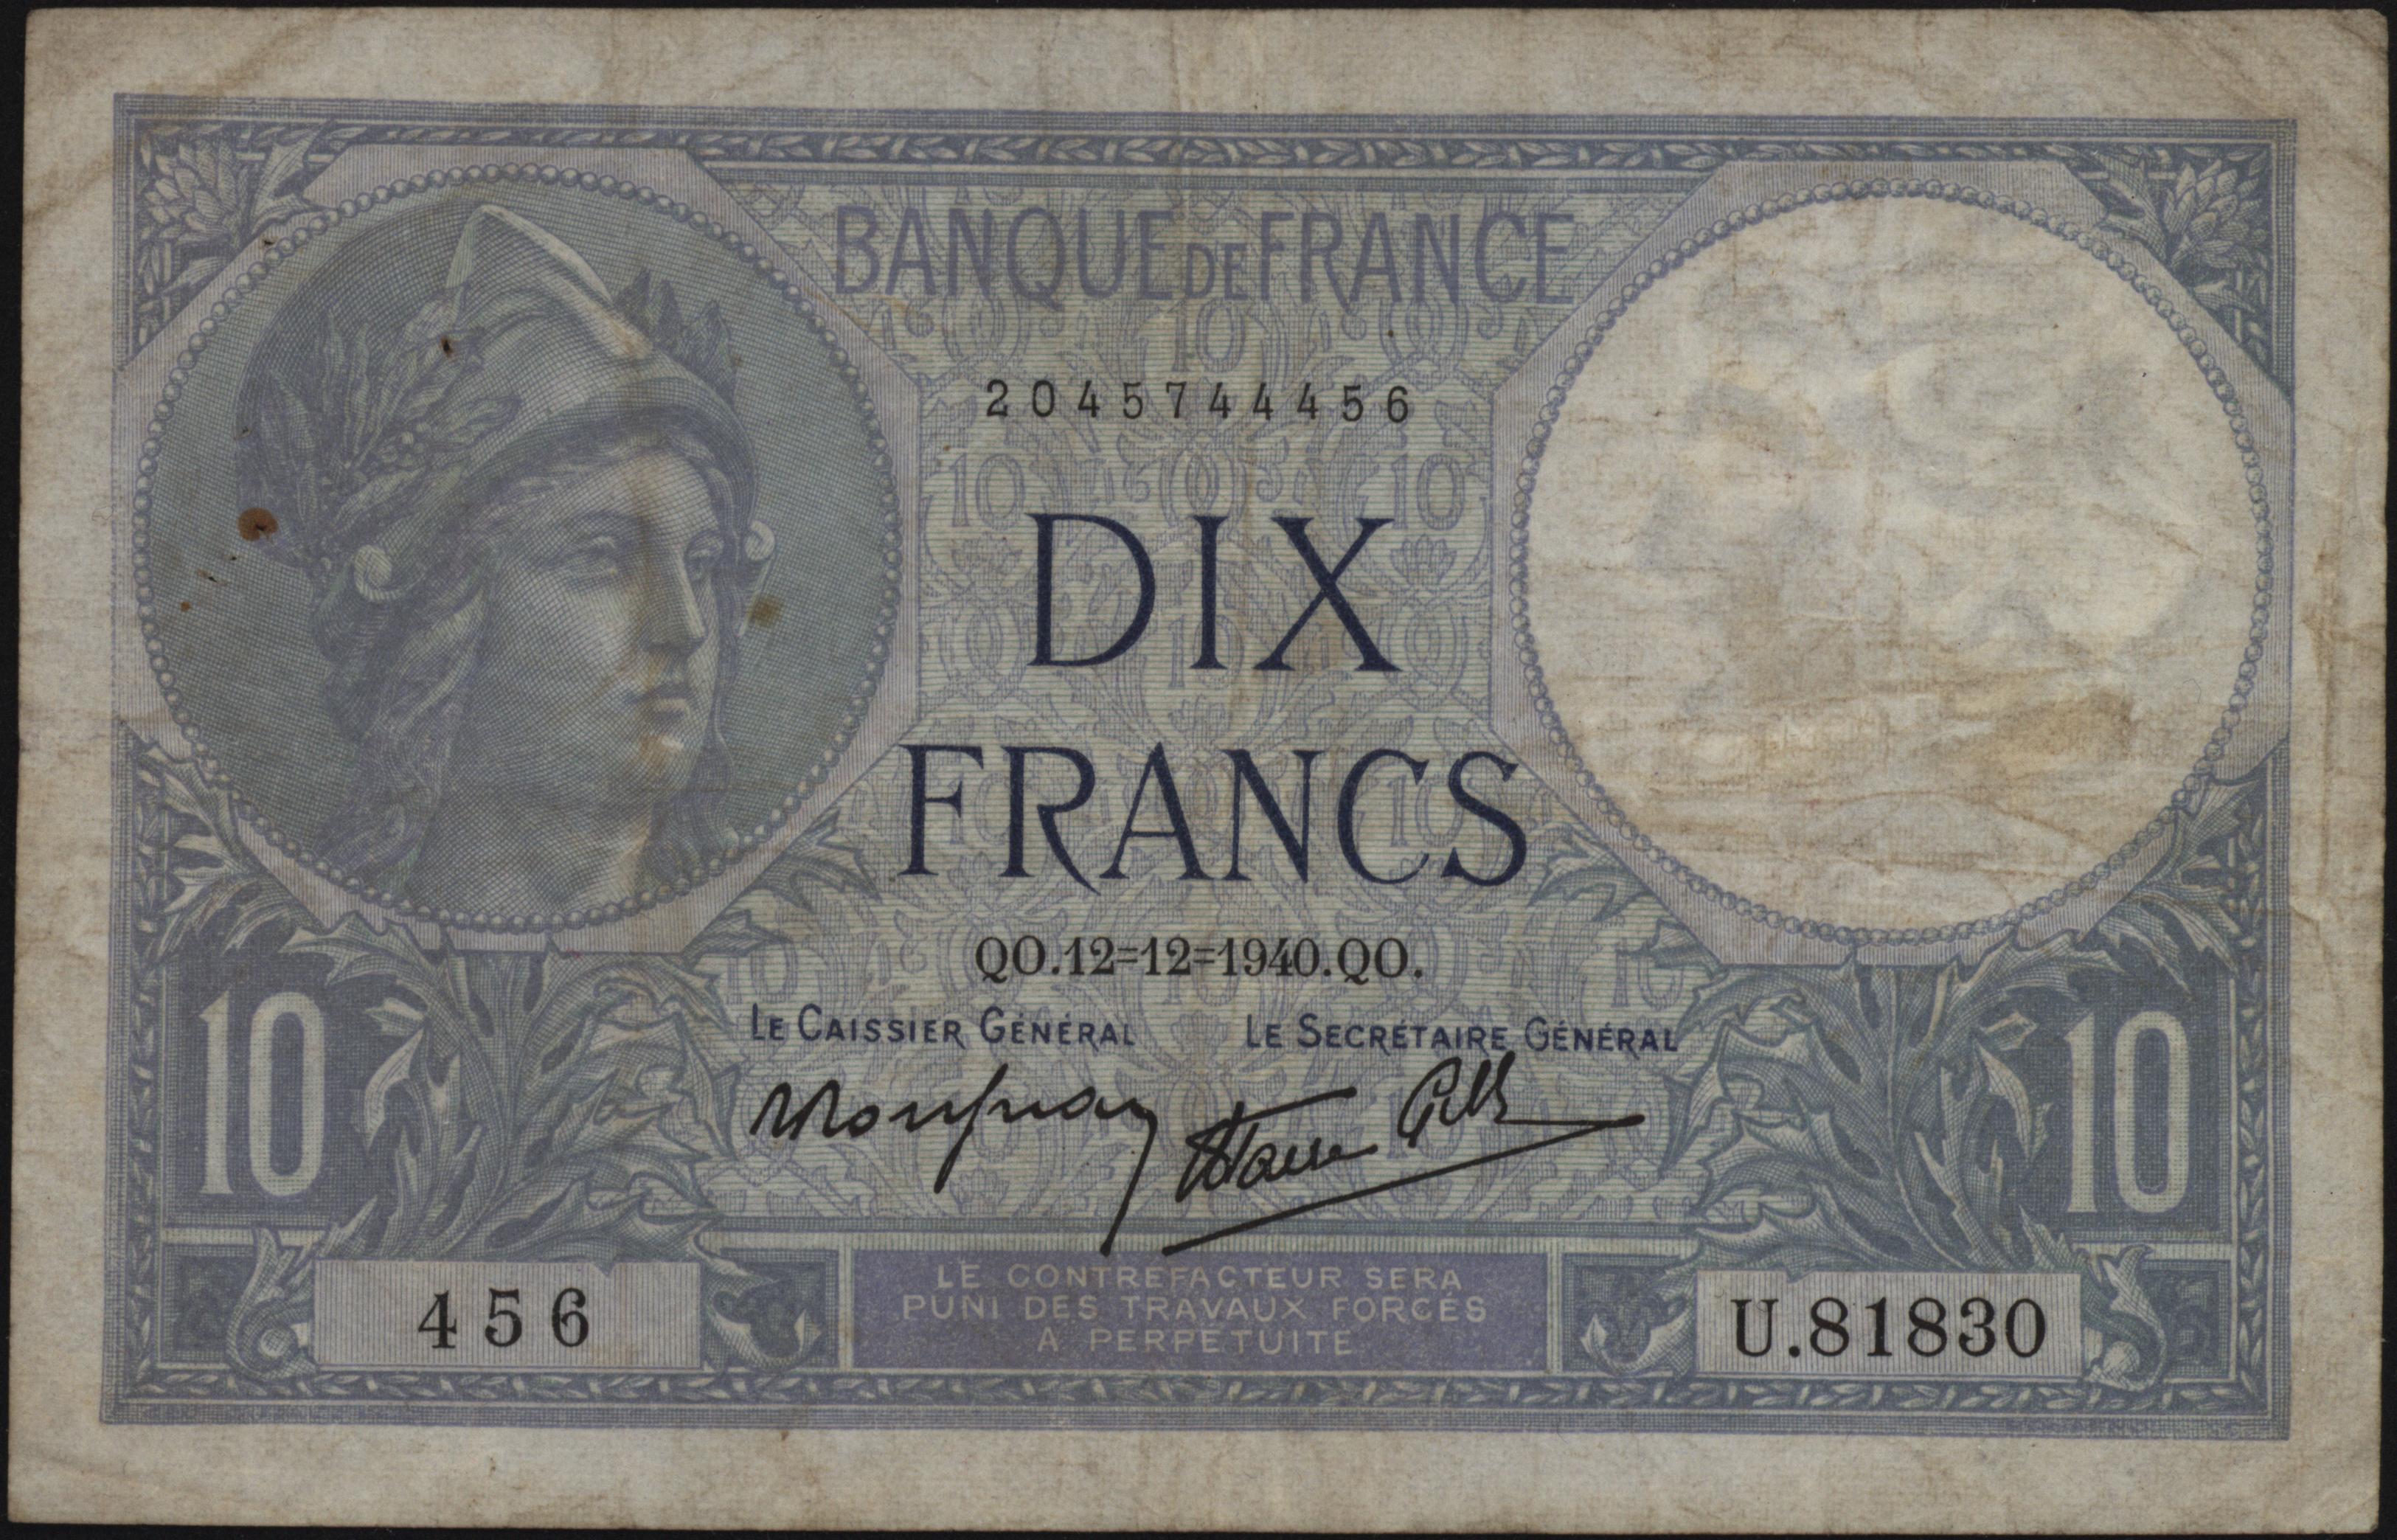 BANQUE DE FRANCE
2045744456
DIX
FRANCS
QO.12=12=1940.QO.
LE CAISSIER GÉNÉRAL
LE SECRÉTAIRE GÉNÉRAL
10
10
456
LE CONTREFACTEUR SERA
PUNI DES TRAVAUX FORCÉS
A PERPÉTUITÉ
U.81830